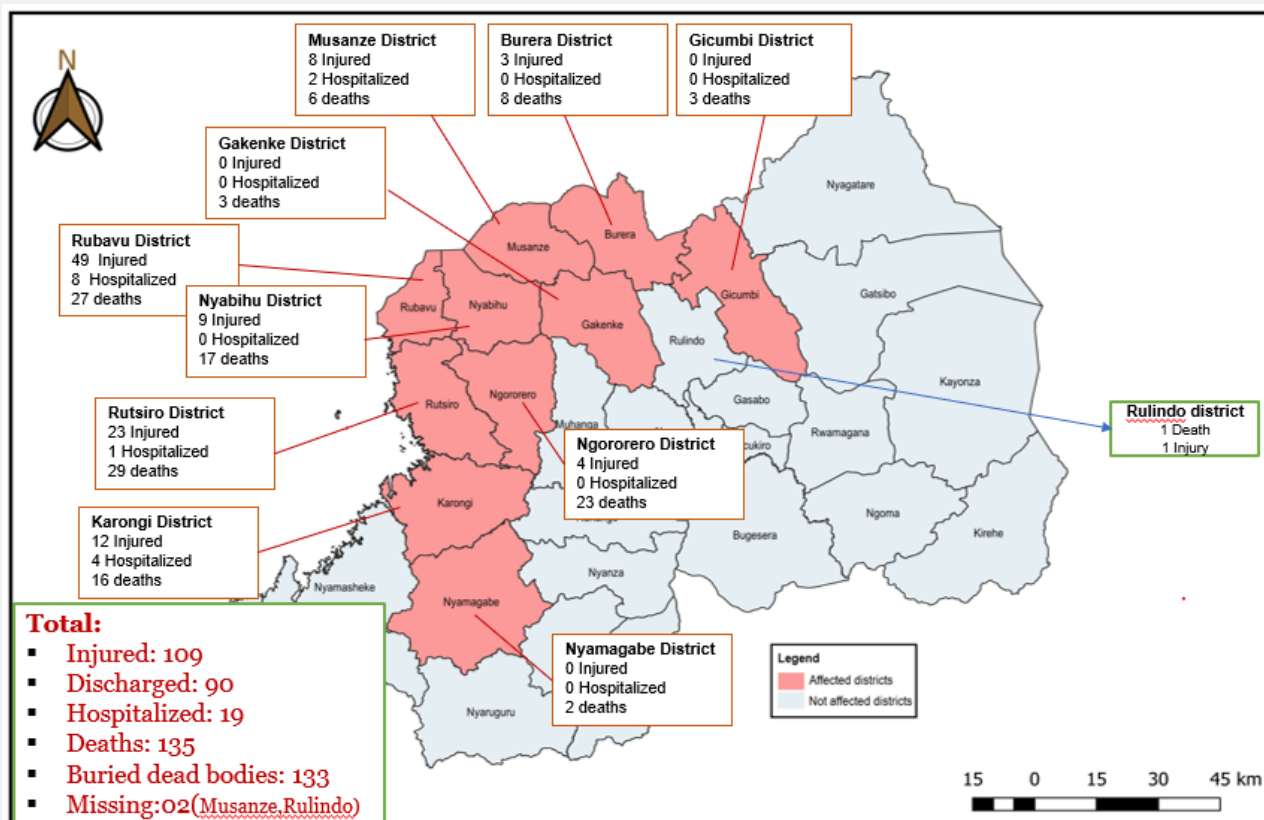 N
Musanze District
8 Injured
2 Hospitalized
6 deaths
Burera District
3 Injured
0 Hospitalized
8 deaths
Gicumbi District
0 Injured
0 Hospitalized
3 deaths
Gakenke District
0 Injured
0 Hospitalized
3 deaths
Rubavu District
49 Injured
8 Hospitalized
27 deaths
Nyabihu District
9 Injured
0 Hospitalized
17 deaths
Rutsiro District
23 Injured
1 Hospitalized
29 deaths
Ngororero District
4 Injured
0 Hospitalized
23 deaths
Karongi District
12 Injured
4 Hospitalized
16 deaths
Nyamagabe District
0 Injured
0 Hospitalized
2 deaths
Rulindo district
1 Death
1 Injury
Nyagatare
Musanze
Burera
Rubavu
Nyabihu
Gakenke
Gicumbi
Gatsibo
Rulindo
Kayonza
Rutsiro
Ngororero
Muhanga
Gasabo
Rwamagana
Karongi
Ngoma
Kirehe
Bugesera
Nyanza
Nyamasheke
Nyamagabe
Nyaruguru
Total:
▪ Injured: 109
▪ Discharged: 90
▪ Hospitalized: 19
▪ Deaths: 135
▪ Buried dead bodies: 133
▪ Missing:02(Musanze,Rulindo)
Legend
Affected districts
Not affected districts
15 0 15 30 45 km